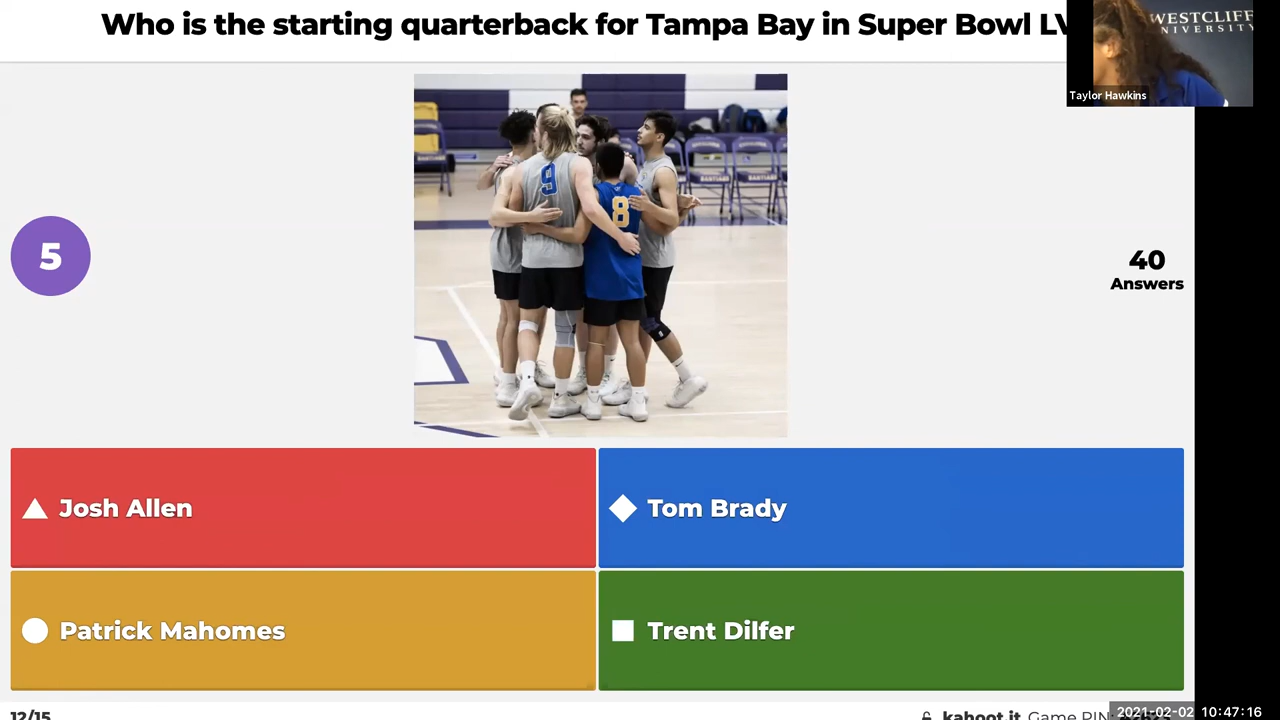 Who is the starting quarterback for Tampa Bay in Super Bowl LV
WESTCLIFF
UNIVERSITY
Taylor Hawkins
9
8
5
40
Answers
Josh Allen
Tom Brady
Patrick Mahomes
Trent Dilfer
12/15
kahoot.it Game PIN:
2021-02-02 10:47:16